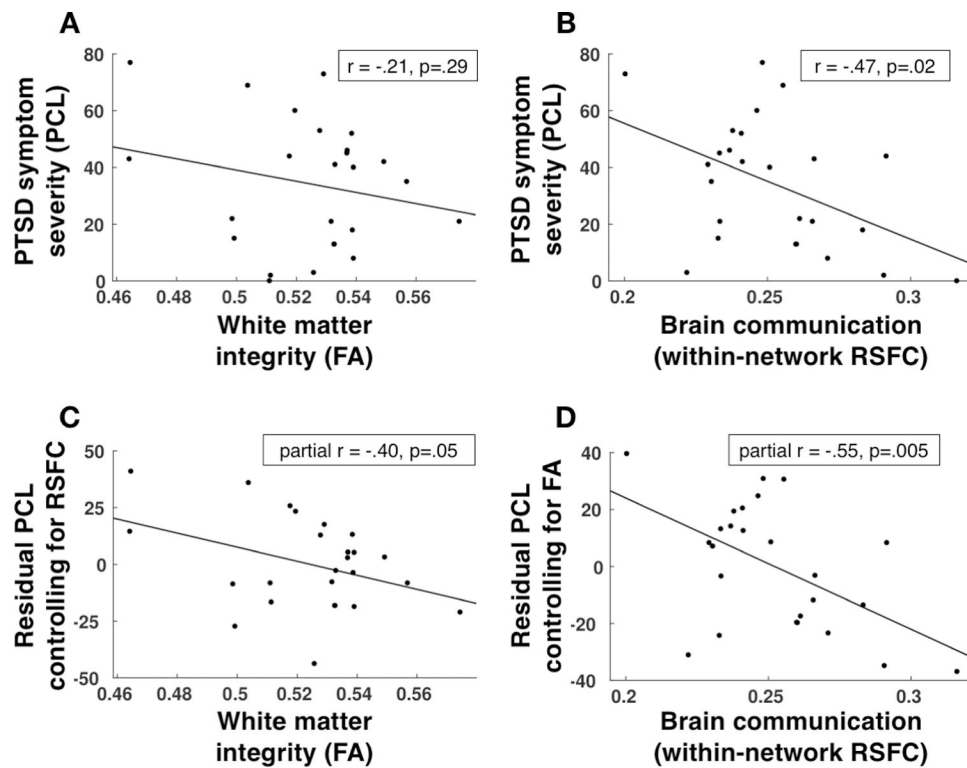 A
B
r = -.21, p=.29
r = -.47, p=.02
PTSD symptom
severity (PCL)
80
60
40
20
0
0.46
0.48
0.5
0.52
0.54
0.56
White matter
integrity (FA)
PTSD symptom
severity (PCL)
80
60
40
20
0
0.2
0.25
0.3
Brain communication
(within-network RSFC)
C
D
partial r = -.40, p=.05
partial r = -.55, p=.005
Residual PCL
controlling for RSFC
50
25
0
-25
-50
0.46
0.48
0.5
0.52
0.54
0.56
White matter
integrity (FA)
Residual PCL
controlling for FA
40
20
0
-20
-40
0.2
0.25
0.3
Brain communication
(within-network RSFC)